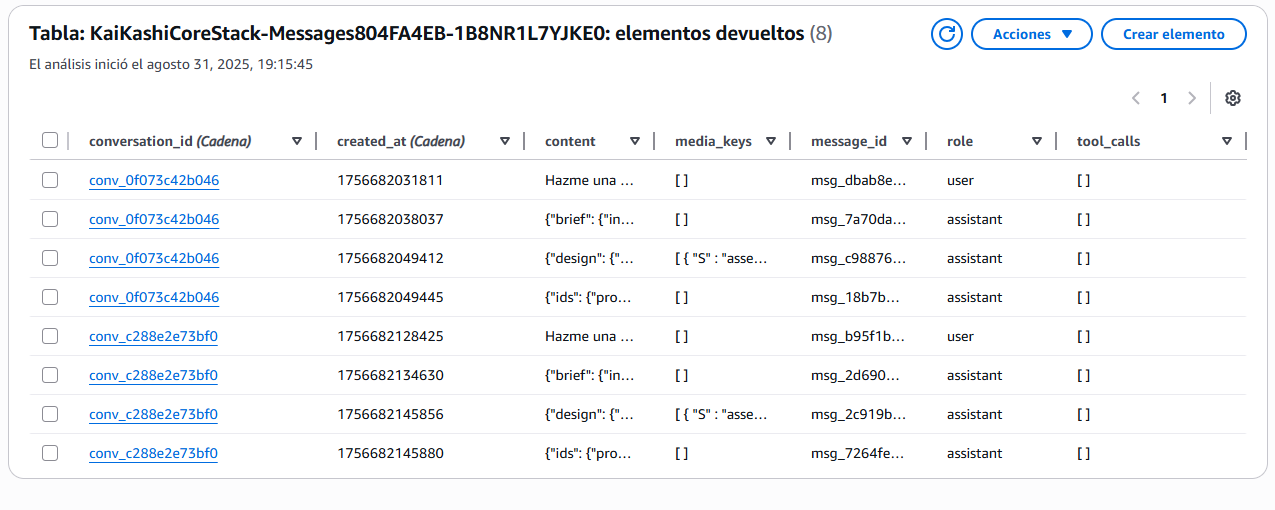 Tabla: KaiKashiCoreStack-Messages804FA4EB-1B8NR1L7YJKE0: elementos devueltos (8)
Acciones
Crear elemento
El análisis inició el agosto 31, 2025, 19:15:45
1
conversation_id (Cadena) created_at (Cadena) content media_keys message_id role tool_calls
conv_0f073c42b046 1756682031811 Hazme una ... [ ] msg_dbab8e... user [ ]
conv_0f073c42b046 1756682038037 {"brief": {"in... [ ] msg_7a70da... assistant [ ]
conv_0f073c42b046 1756682049412 {"design": {"... [ { "S" : "asse... msg_c98876... assistant [ ]
conv_0f073c42b046 1756682049445 {"ids": {"pro... [ ] msg_18b7b... assistant [ ]
conv_c288e2e73bf0 1756682128425 Hazme una ... [ ] msg_b95f1b... user [ ]
conv_c288e2e73bf0 1756682134630 {"brief": {"in... [ ] msg_2d690... assistant [ ]
conv_c288e2e73bf0 1756682145856 {"design": {"... [ { "S" : "asse... msg_2c919b... assistant [ ]
conv_c288e2e73bf0 1756682145880 {"ids": {"pro... [ ] msg_7264fe... assistant [ ]